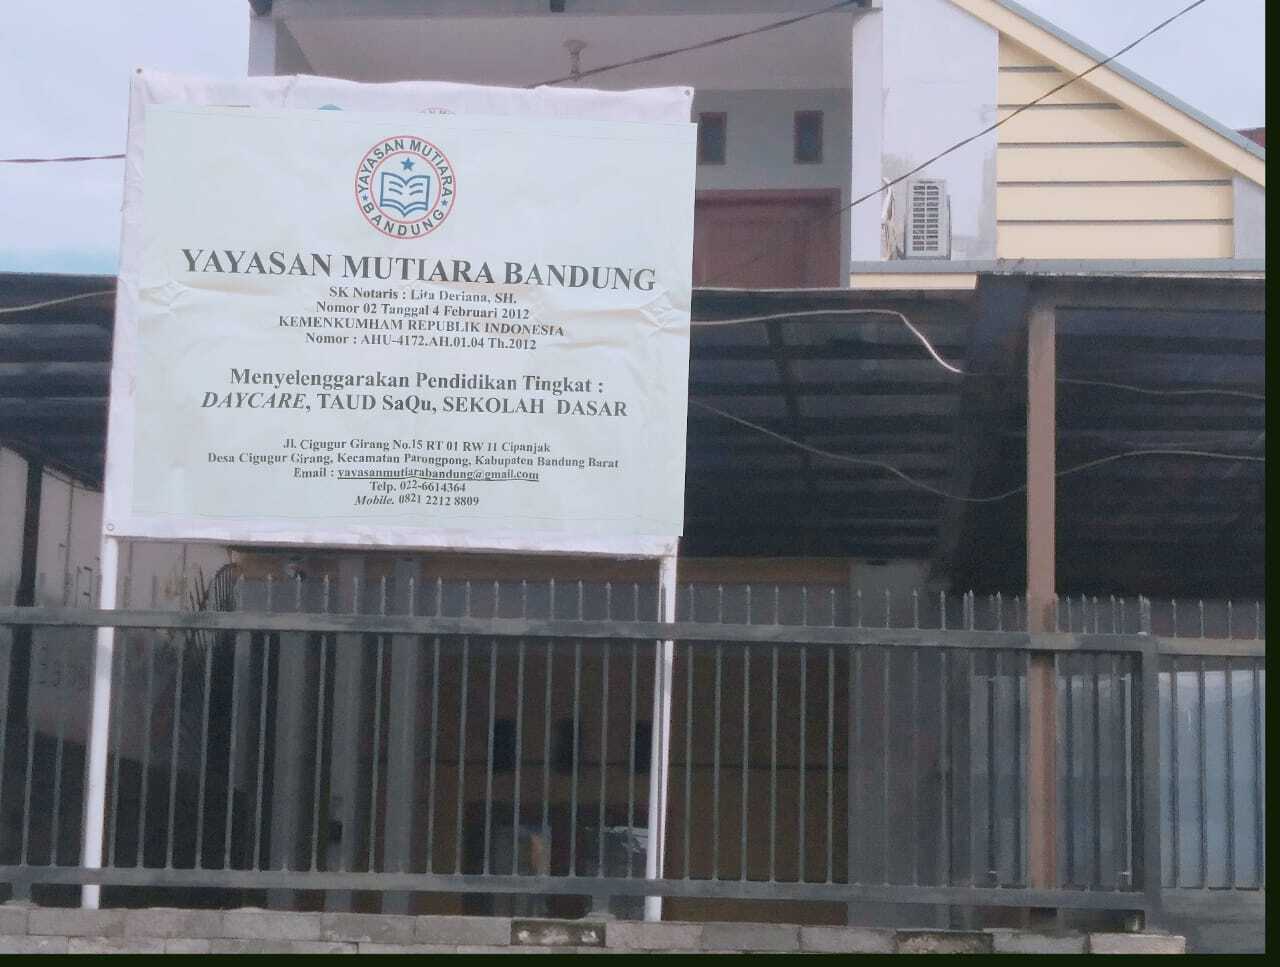 YAYASAN MUTIARA
BANDUNG
YAYASAN MUTIARA BANDUNG
SK Notaris : Lita Deriana, SH.
Nomor 02 Tanggal 4 Februari 2012
KEMENKUMHAM REPUBLIK INDONESIA
Nomor : AHU-4172.AH.01.04 Th.2012
Menyelenggarakan Pendidikan Tingkat :
DAYCARE, TAUD SaQu, SEKOLAH DASAR
Jl. Cigugur Girang No.15 RT 01 RW 11 Cipanjak
Desa Cigugur Girang, Kecamatan Parongpong, Kabupaten Bandung Barat
Email : yayasanmutiarabandung@gmail.com
Telp. 022-6614364
Mobile. 0821 2212 8809